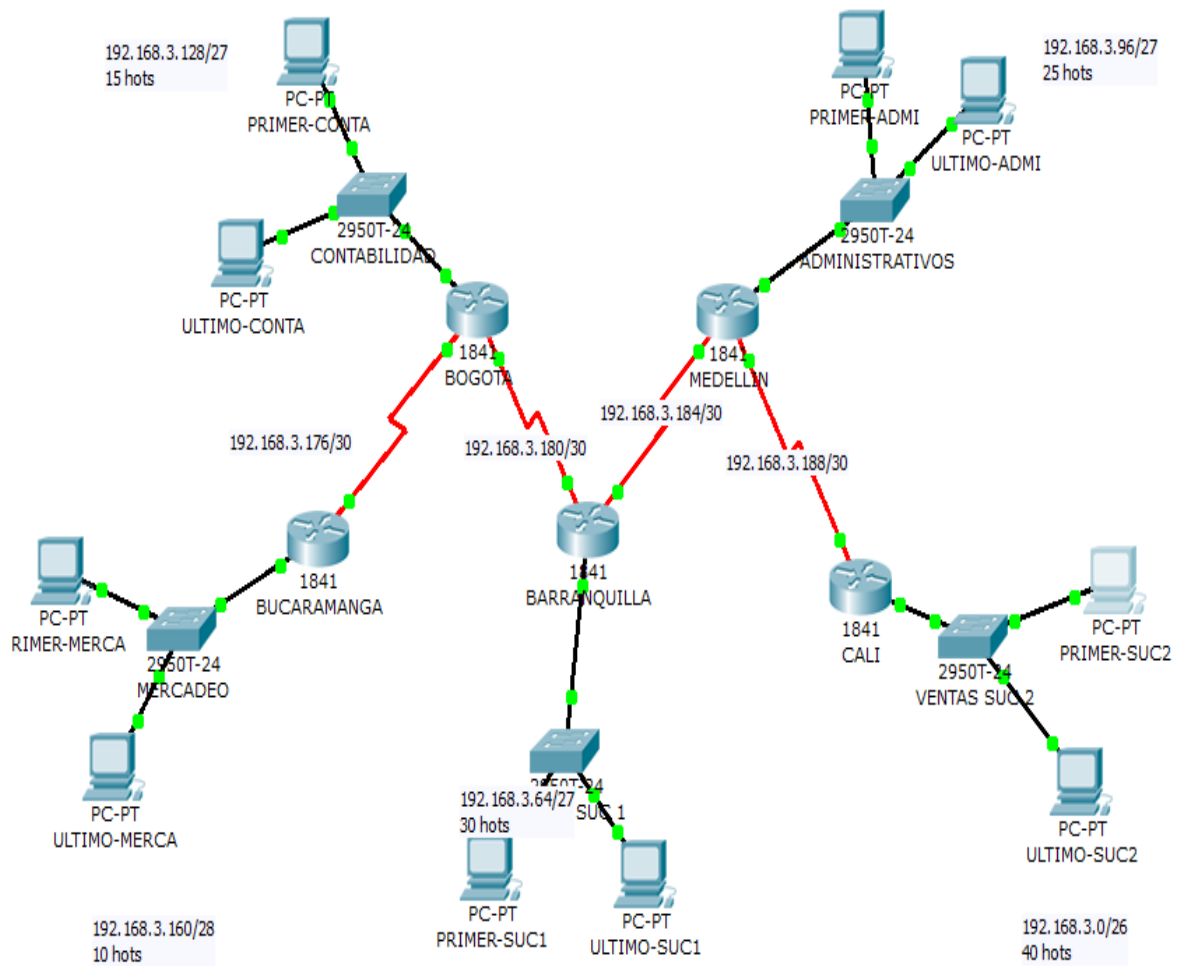 192.168.3.128/27
15 hots
PC-PT
PRIMER-CONTA
2950T-24
CONTABILIDAD
PC-PT
ULTIMO-CONTA
1841
BOGOTA
PC-PT
PRIMER-ADMI
192.168.3.96/27
25 hots
PC-PT
ULTIMO-ADMI
2950T-24
ADMINISTRATIVOS
1841
MEDELLIN
192.168.3.176/30
192.168.3.180/30
192.168.3.184/30
192.168.3.188/30
1841
BUCARAMANGA
PC-PT
RIMER-MERCA
2950T-24
MERCADEO
PC-PT
ULTIMO-MERCA
192.168.3.160/28
10 hots
1841
BARRANQUILLA
2950T-24
SUC 1
192.168.3.64/27
30 hots
PC-PT
PRIMER-SUC1
PC-PT
ULTIMO-SUC1
1841
CALI
2950T-24
VENTAS SUC 2
PC-PT
PRIMER-SUC2
PC-PT
ULTIMO-SUC2
192.168.3.0/26
40 hots